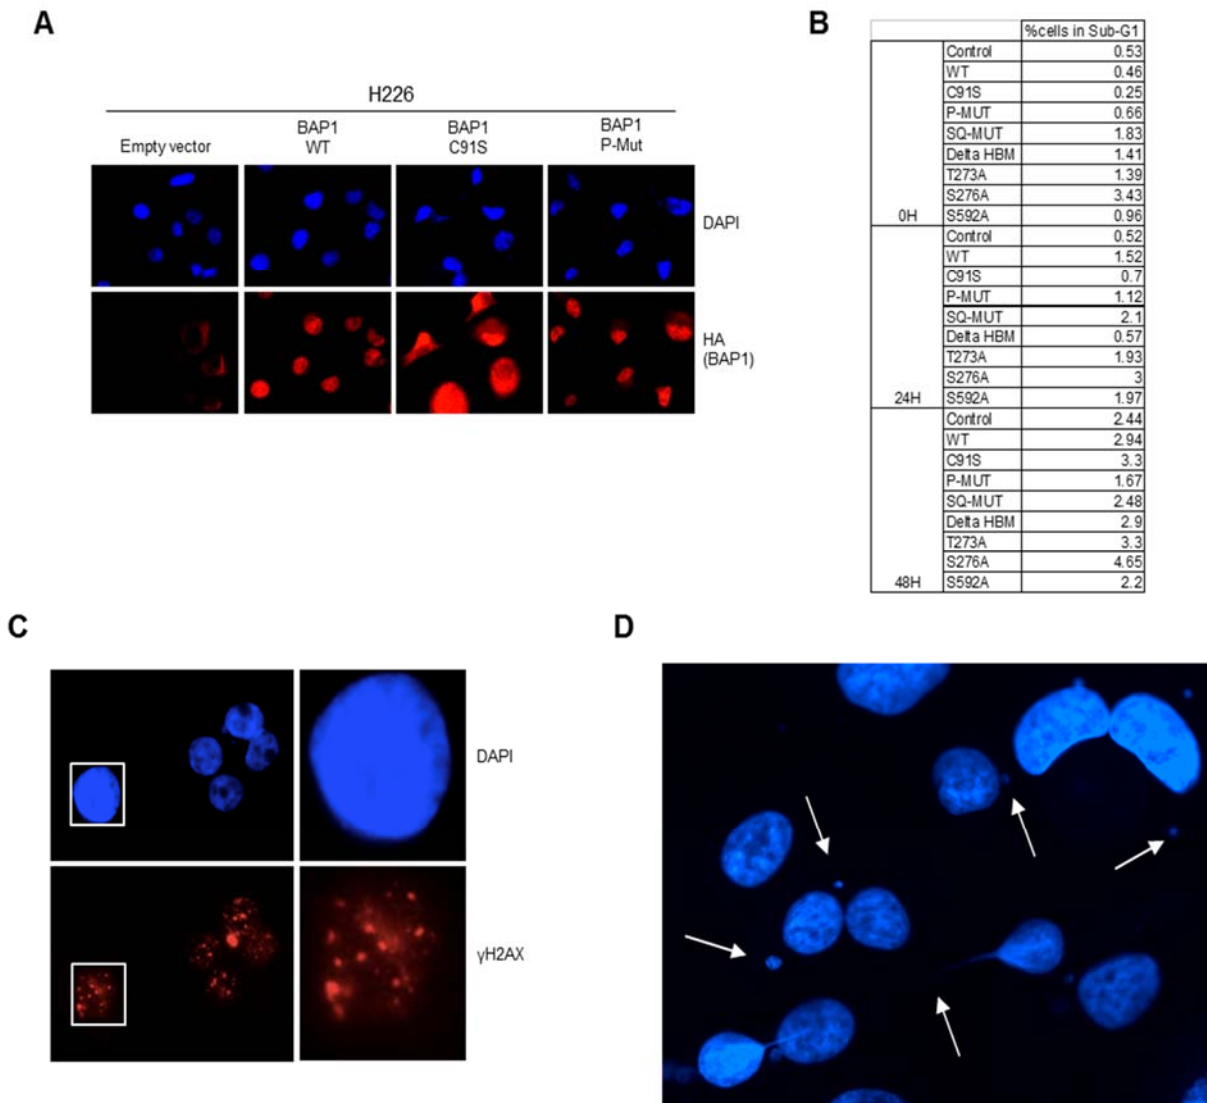 A
H226
Empty vector
BAP1
WT
BAP1
C91S
BAP1
P-Mut
DAPI
HA
(BAP1)
B
%cells in Sub-G1
Control 0.53
WT 0.46
C91S 0.25
P-MUT 0.66
SQ-MUT 1.83
Delta HBM 1.41
T273A 1.39
S276A 3.43
0H S592A 0.96
Control 0.52
WT 1.52
C91S 0.7
P-MUT 1.12
SQ-MUT 2.1
Delta HBM 0.57
T273A 1.93
S276A 3
24H S592A 1.97
Control 2.44
WT 2.94
C91S 3.3
P-MUT 1.67
SQ-MUT 2.48
Delta HBM 2.9
T273A 3.3
S276A 4.65
48H S592A 2.2
C
DAPI
γH2AX
D